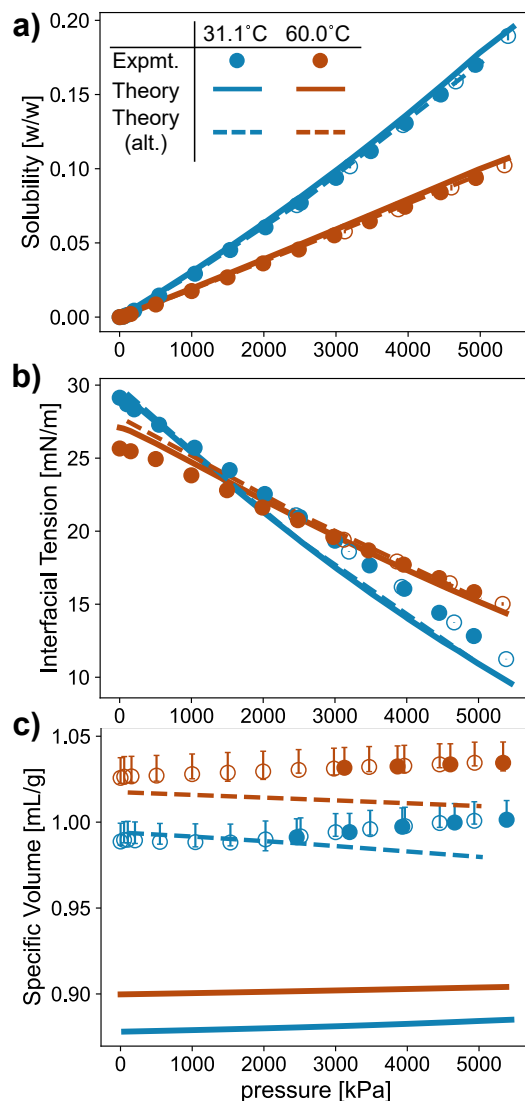 a)
31.1˚C 60.0˚C
Expmt.
Theory
Theory
(alt.)
Solubility [w/w]
0.20
0.15
0.10
0.05
0.00
0 1000 2000 3000 4000 5000
b)
Interfacial Tension [mN/m]
30
25
20
15
10
0 1000 2000 3000 4000 5000
c)
Specific Volume [mL/g]
1.05
1.00
0.95
0.90
0 1000 2000 3000 4000 5000
pressure [kPa]